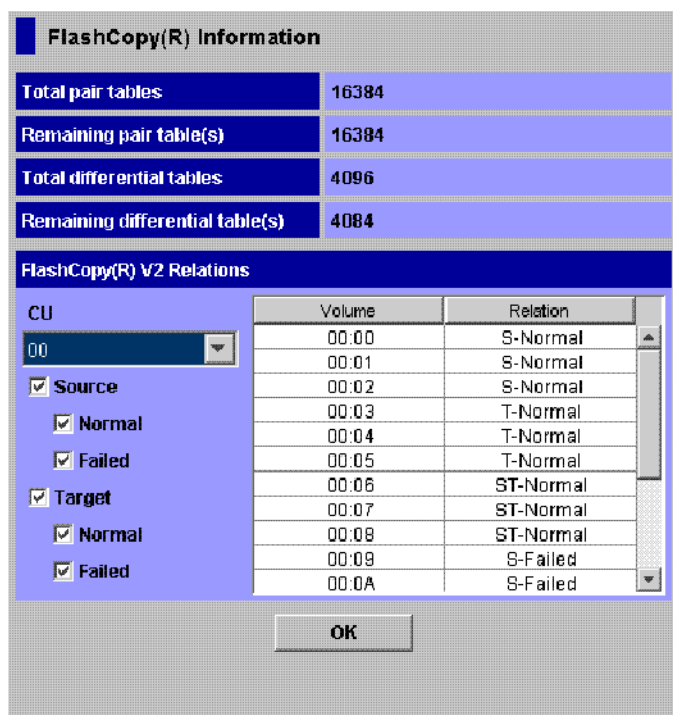 FlashCopy(R) Information
Total pair tables 16384
Remaining pair table(s) 16384
Total differential tables 4096
Remaining differential table(s) 4084
FlashCopy(R) V2 Relations
CU
00
Source
Normal
Failed
Target
Normal
Failed
Volume Relation
00:00 S-Normal
00:01 S-Normal
00:02 S-Normal
00:03 T-Normal
00:04 T-Normal
00:05 T-Normal
00:06 ST-Normal
00:07 ST-Normal
00:08 ST-Normal
00:09 S-Failed
00:0A S-Failed
OK